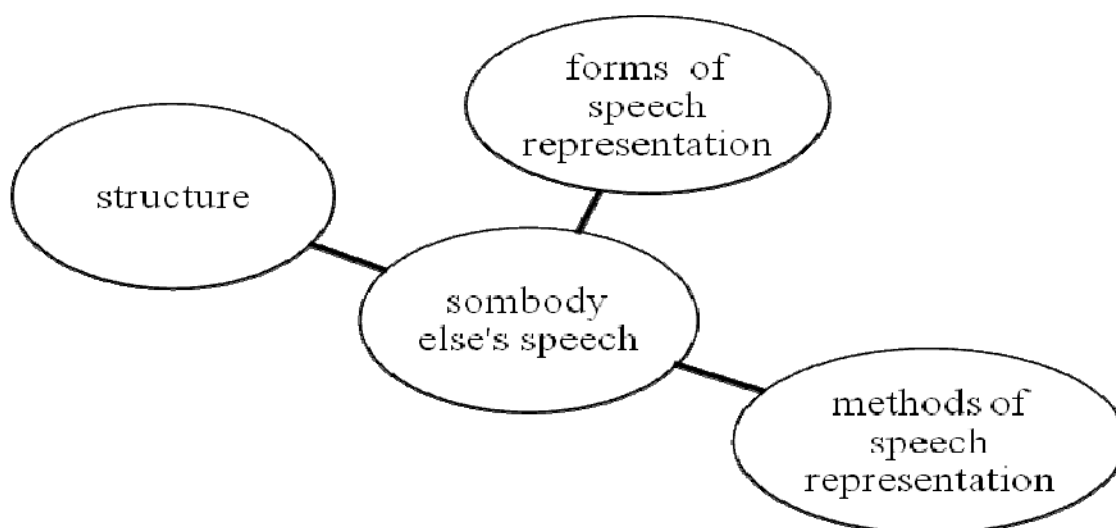 forms of
speech
representation
structure
sombody
else's speech
methods of
speech
representation